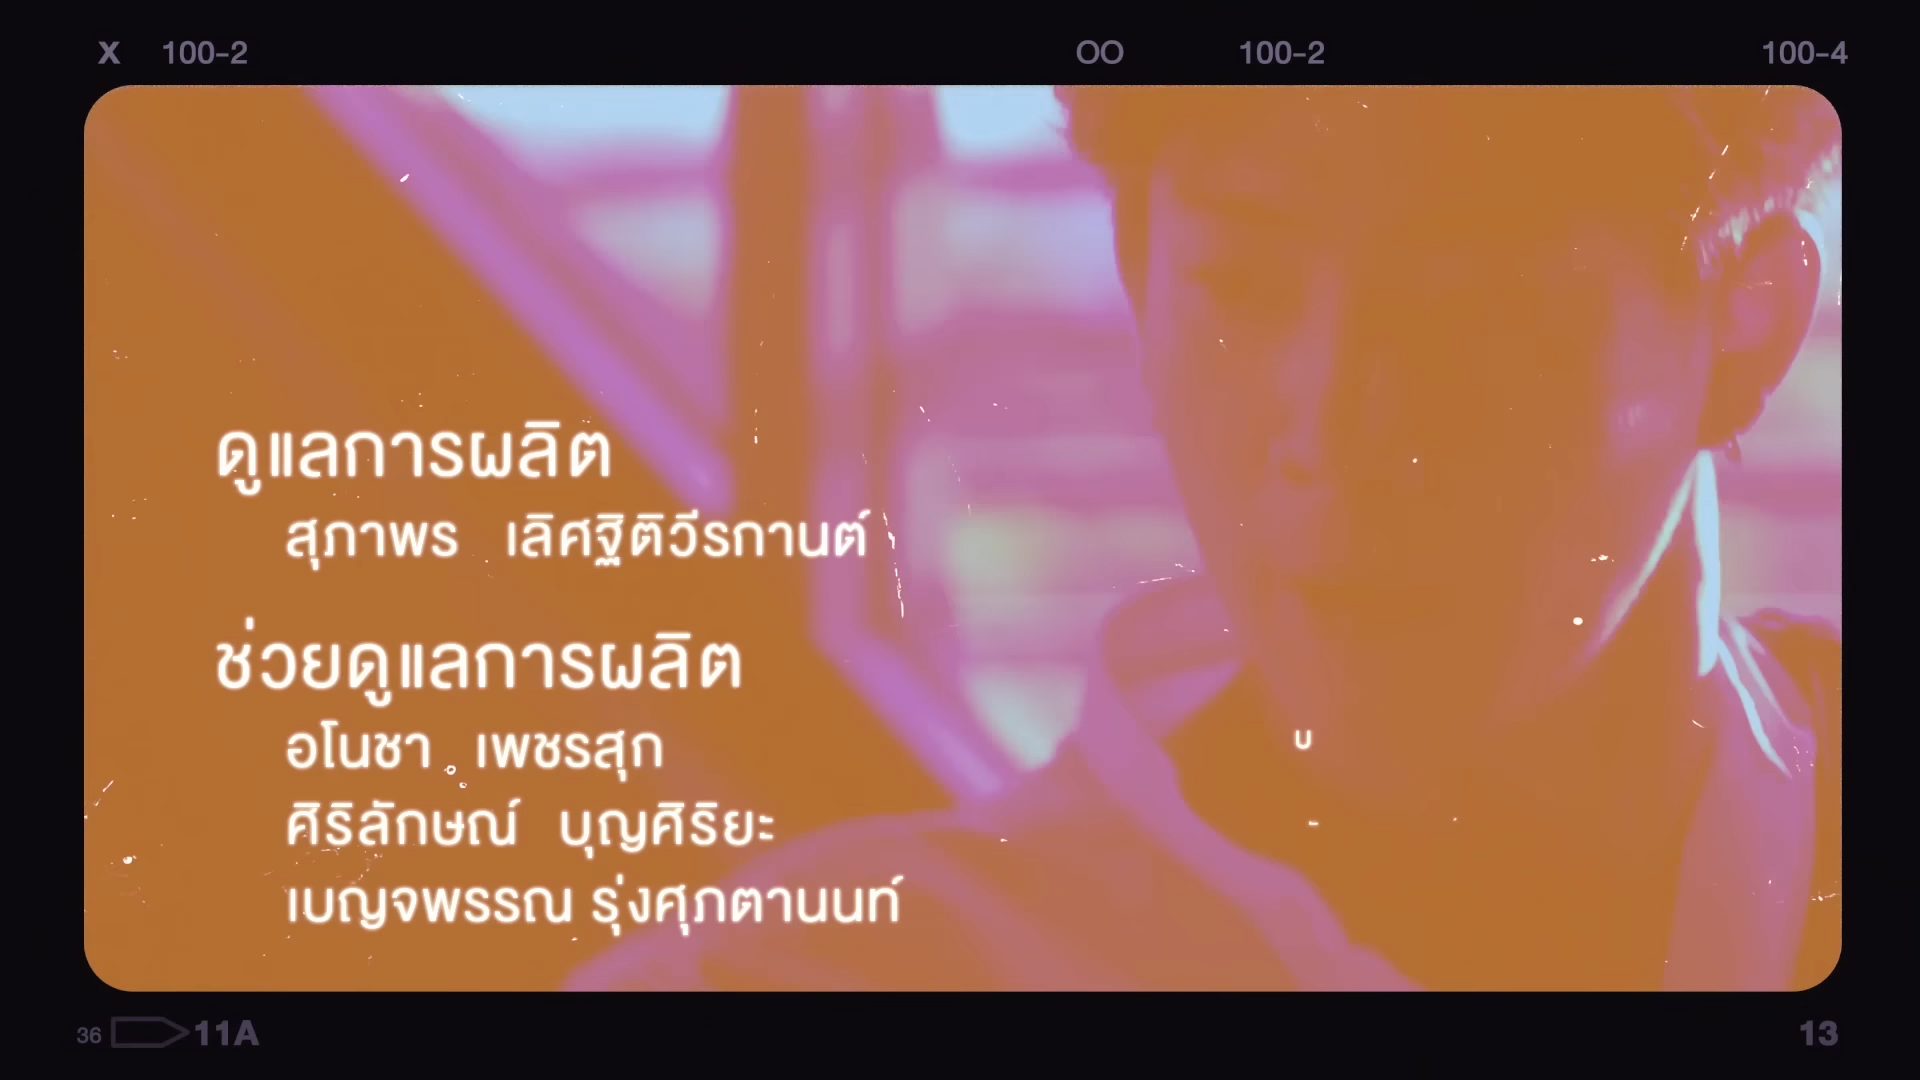 X 100-2 OO 100-2 100-4
ดูแลการผลิต
สุภาพร เลิศฐิติวีรกานต์
ช่วยดูแลการผลิต
อโนชา เพชรสุก
ศิริลักษณ์ บุญศิริยะ
เบญจพรรณ รุ่งศุภตานนท์
บ
36 11A 13